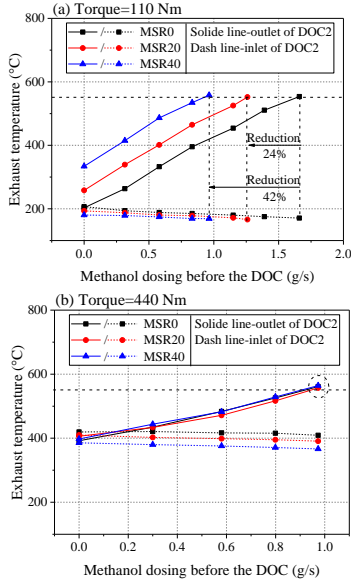 (a) Torque=110 Nm
MSR0
MSR20
MSR40
Solide line-outlet of DOC2
Dash line-inlet of DOC2
Exhaust temperature (°C)
800
600
400
200
Reduction
24%
Reduction
42%
0.0 0.5 1.0 1.5 2.0
Methanol dosing before the DOC (g/s)
(b) Torque=440 Nm
MSR0
MSR20
MSR40
Solide line-outlet of DOC2
Dash line-inlet of DOC2
Exhaust temperature (°C)
800
600
400
200
0.0 0.2 0.4 0.6 0.8 1.0
Methanol dosing before the DOC (g/s)